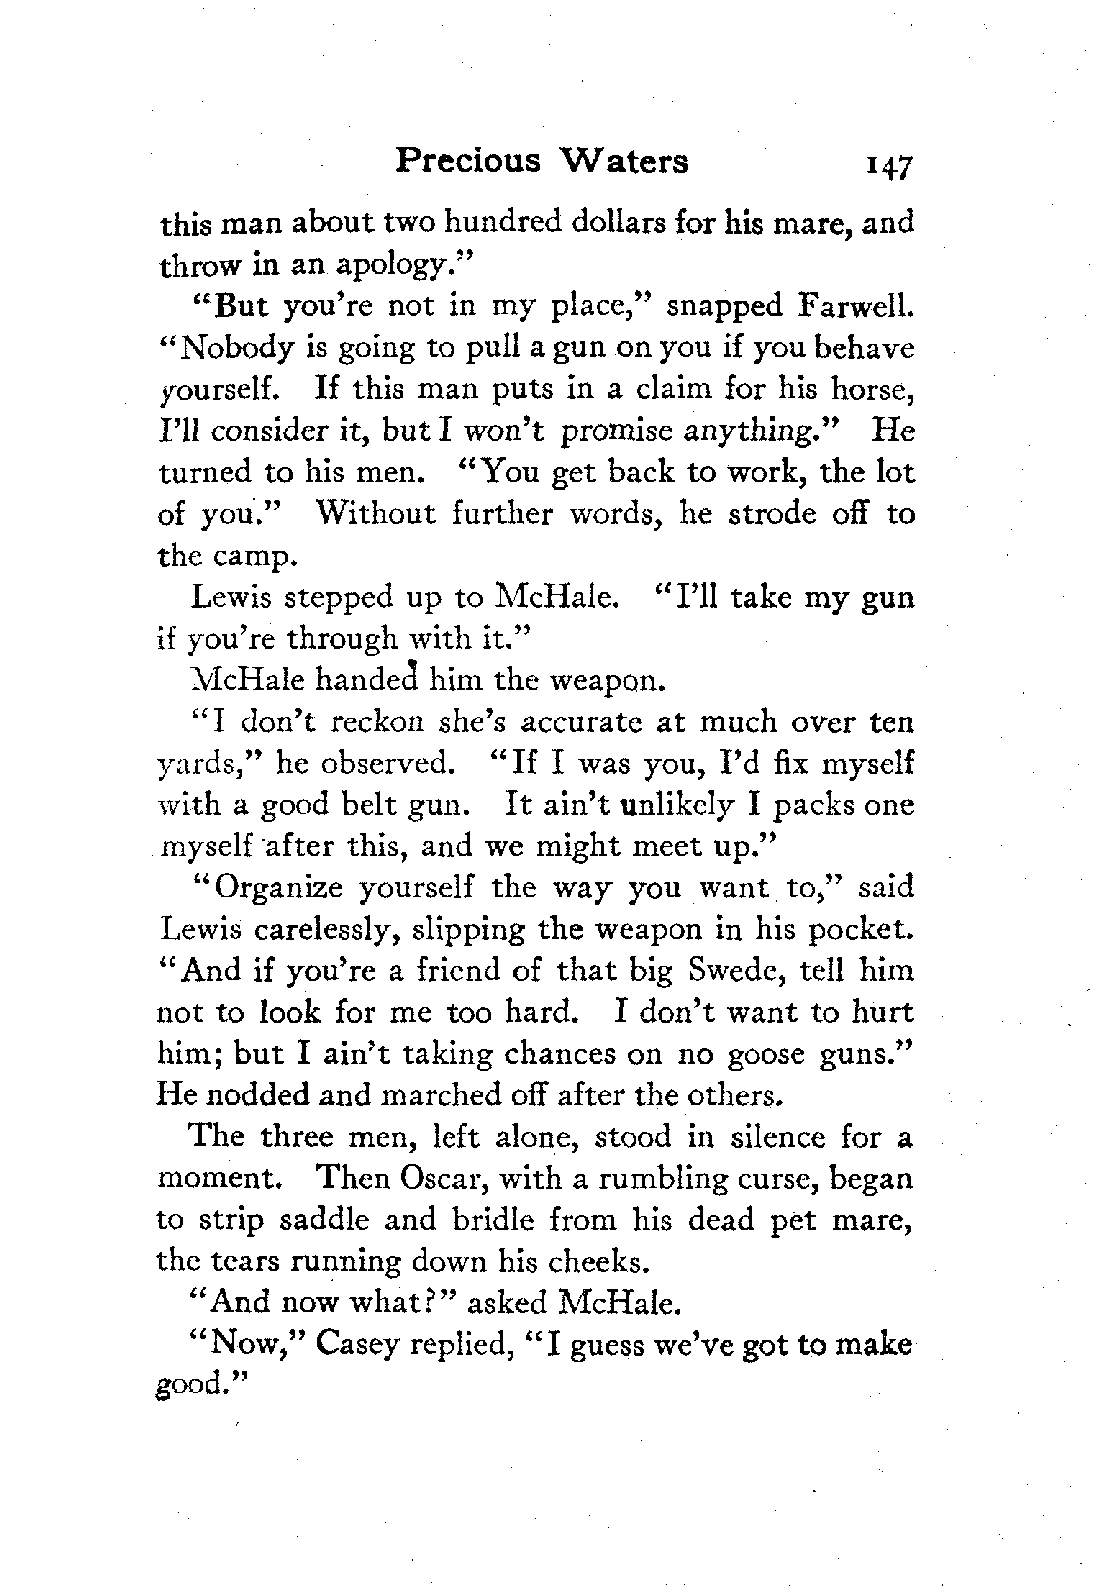 Precious Waters 147
this man about two hundred dollars for his mare, and
throw in an apology."
"But you're not in my place," snapped Farwell.
"Nobody is going to pull a gun on you if you behave
yourself. If this man puts in a claim for his horse,
I'll consider it, but I won't promise anything." He
turned to his men. "You get back to work, the lot
of you." Without further words, he strode off to
the camp.
Lewis stepped up to McHale. "I'll take my gun
if you're through with it."
McHale handed him the weapon.
"I don't reckon she's accurate at much over ten
yards," he observed. "If I was you, I'd fix myself
with a good belt gun. It ain't unlikely I packs one
myself after this, and we might meet up."
"Organize yourself the way you want to," said
Lewis carelessly, slipping the weapon in his pocket.
"And if you're a friend of that big Swede, tell him
not to look for me too hard. I don't want to hurt
him; but I ain't taking chances on no goose guns."
He nodded and marched off after the others.
The three men, left alone, stood in silence for a
moment. Then Oscar, with a rumbling curse, began
to strip saddle and bridle from his dead pet mare,
the tears running down his cheeks.
"And now what?" asked McHale.
"Now," Casey replied, "I guess we've got to make
good."